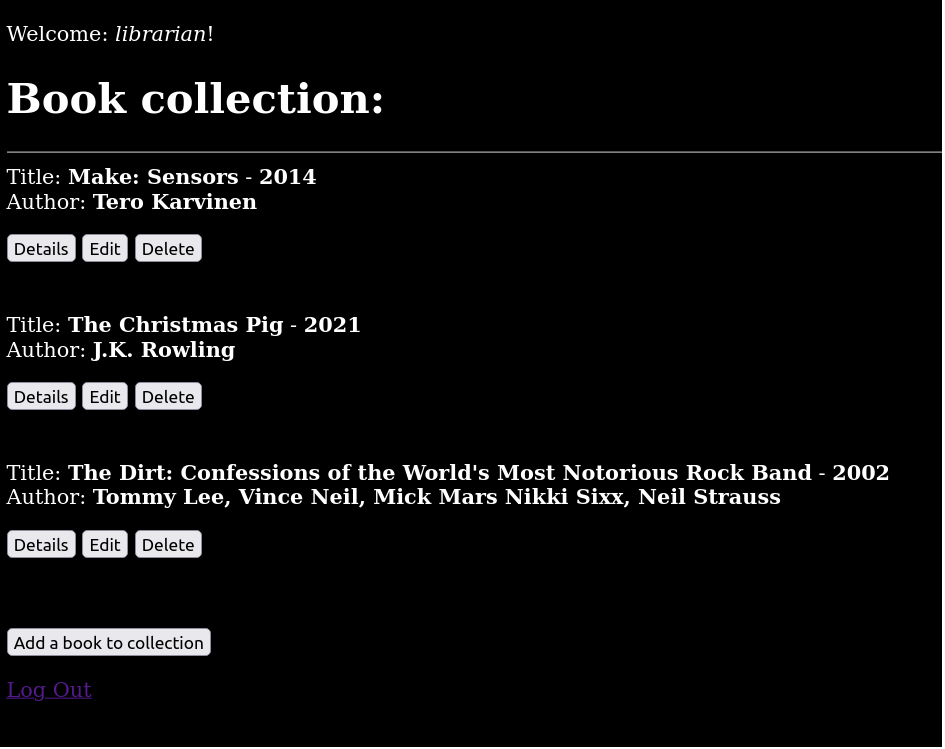 Welcome: librarian!
Book collection:
Title: Make: Sensors - 2014
Author: Tero Karvinen
Details Edit Delete
Title: The Christmas Pig - 2021
Author: J.K. Rowling
Details Edit Delete
Title: The Dirt: Confessions of the World's Most Notorious Rock Band - 2002
Author: Tommy Lee, Vince Neil, Mick Mars Nikki Sixx, Neil Strauss
Details Edit Delete
Add a book to collection
Log Out